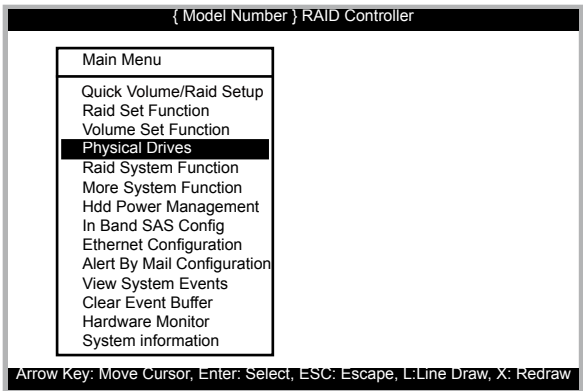 { Model Number } RAID Controller
Main Menu
Quick Volume/Raid Setup
Raid Set Function
Volume Set Function
Physical Drives
Raid System Function
More System Function
Hdd Power Management
In Band SAS Config
Ethernet Configuration
Alert By Mail Configuration
View System Events
Clear Event Buffer
Hardware Monitor
System information
Arrow Key: Move Cursor, Enter: Select, ESC: Escape, L:Line Draw, X: Redraw